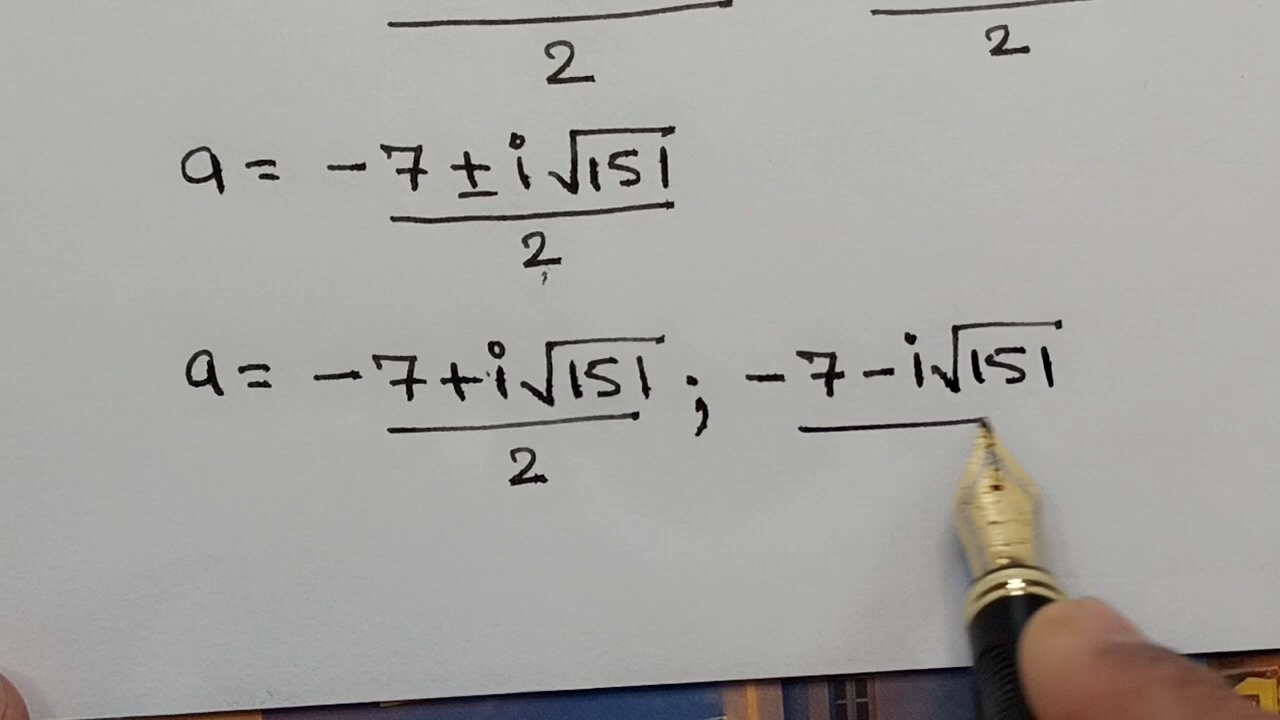 2 2
a = -7 ± i√151
2
a = -7 + i√151 ; -7 - i√151
2